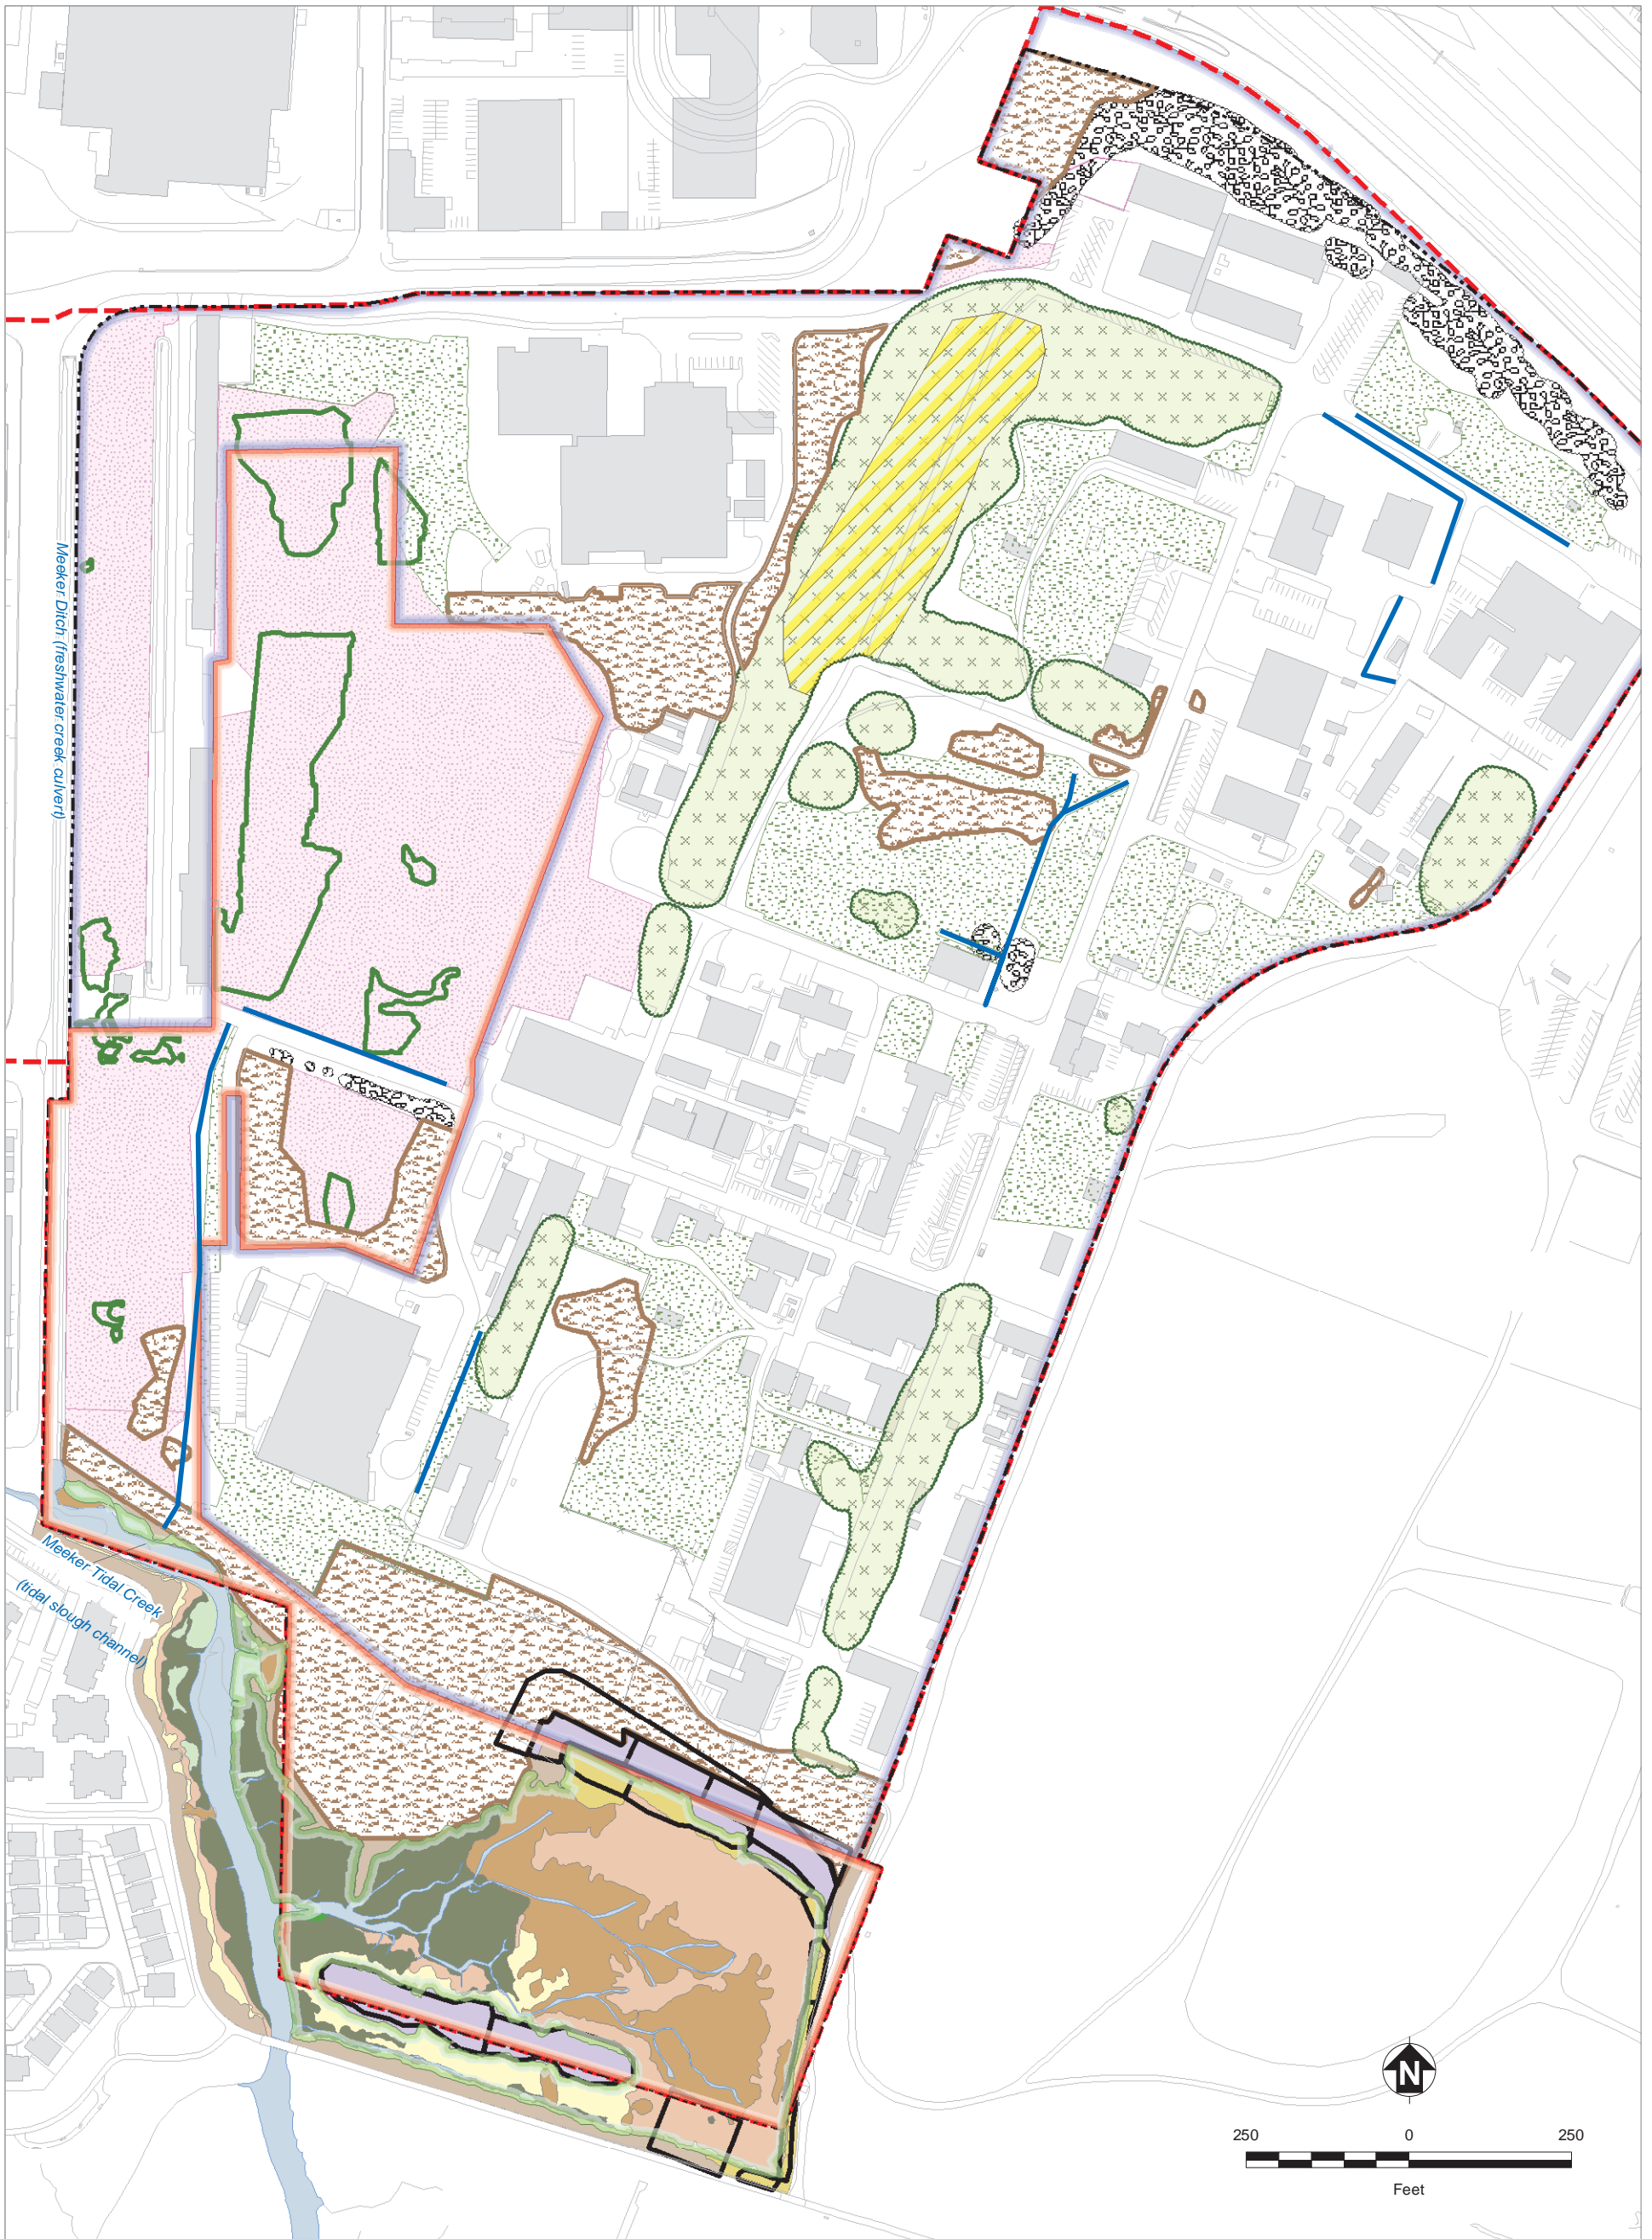 Meeker Ditch (freshwater creek culvert)
Meeker Tidal Creek
(tidal slough channel)
N
250 0 250
Feet